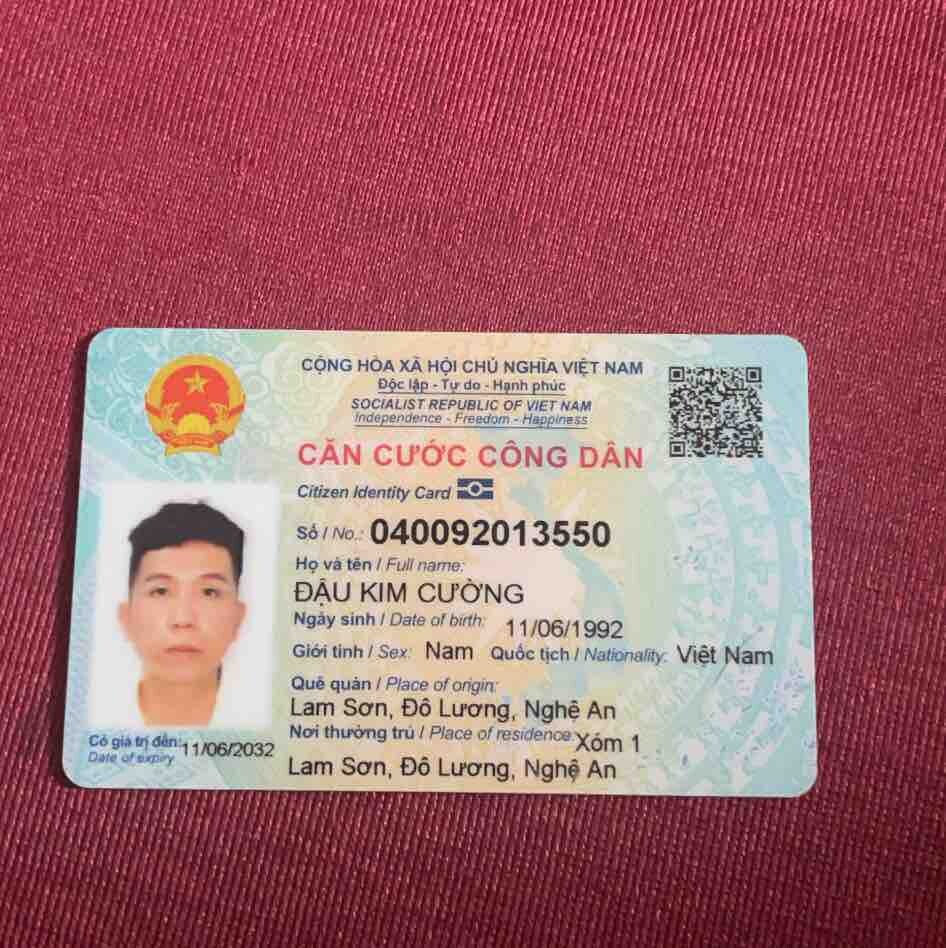 CỘNG HÒA XÃ HỘI CHỦ NGHĨA VIỆT NAM
Độc lập - Tự do - Hạnh phúc
SOCIALIST REPUBLIC OF VIET NAM
Independence - Freedom - Happiness
CĂN CƯỚC CÔNG DÂN
Citizen Identity Card
Số / No.: 040092013550
Họ và tên / Full name:
ĐẬU KIM CƯỜNG
Ngày sinh / Date of birth: 11/06/1992
Giới tính / Sex: Nam Quốc tịch / Nationality: Việt Nam
Quê quán / Place of origin:
Lam Sơn, Đô Lương, Nghệ An
Nơi thường trú / Place of residence: Xóm 1
Lam Sơn, Đô Lương, Nghệ An
Có giá trị đến: 11/06/2032
Date of expiry